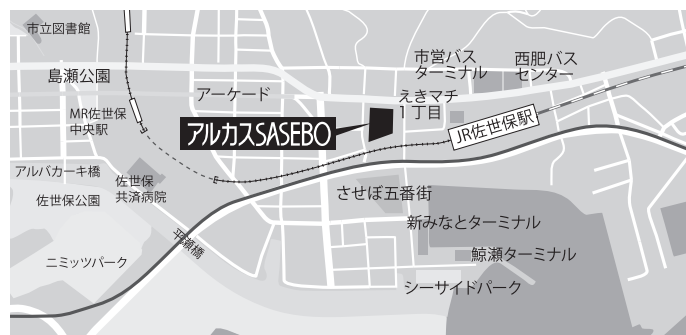 市立図書館
島瀬公園
アーケード
市営バス
ターミナル
西肥バス
センター
えきマチ
1丁目
MR佐世保
中央駅
アルカスSASEBO
JR佐世保駅
アルバカーキ橋
佐世保
共済病院
佐世保公園
させぼ五番街
新みなとターミナル
平瀬橋
鯨瀬ターミナル
ニミッツパーク
シーサイドパーク